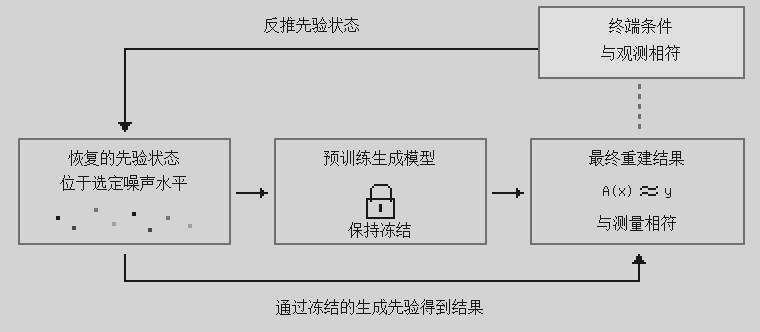 反推先验状态
终端条件
与观测相符
恢复的先验状态
位于选定噪声水平
预训练生成模型
保持冻结
最终重建结果
A(x) ≈ y
与测量相符
通过冻结的生成先验得到结果